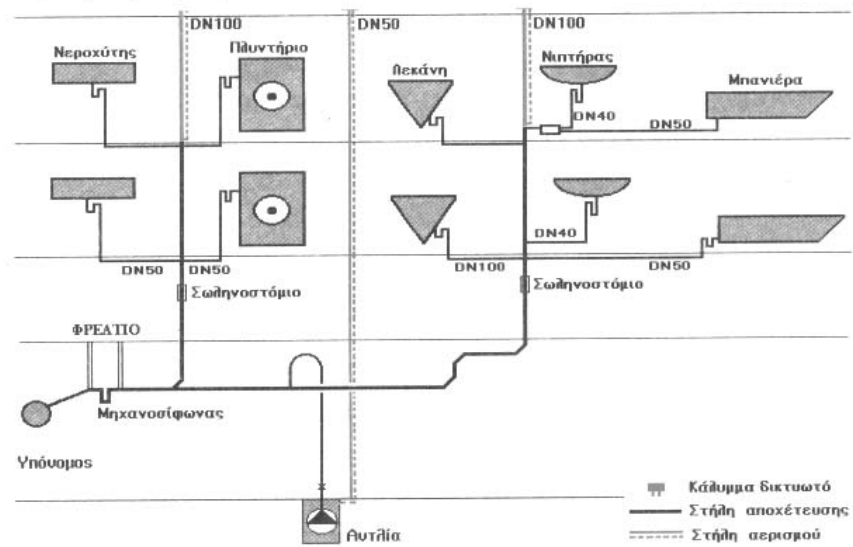 DN100 DN50 DN100
Νεροχύτης Πλυντήριο Λεκάνη Νιπτήρας Μπανιέρα
DN40 DN50
DN40
DN50 DN50 DN100 DN50
Σωληνοστόμιο Σωληνοστόμιο
ΦΡΕΑΤΙΟ
Μηχανοσίφωνας
Υπόνομος
Αντλία
Κάλυμμα δικτυωτό
Στήλη αποχέτευσης
Στήλη αερισμού